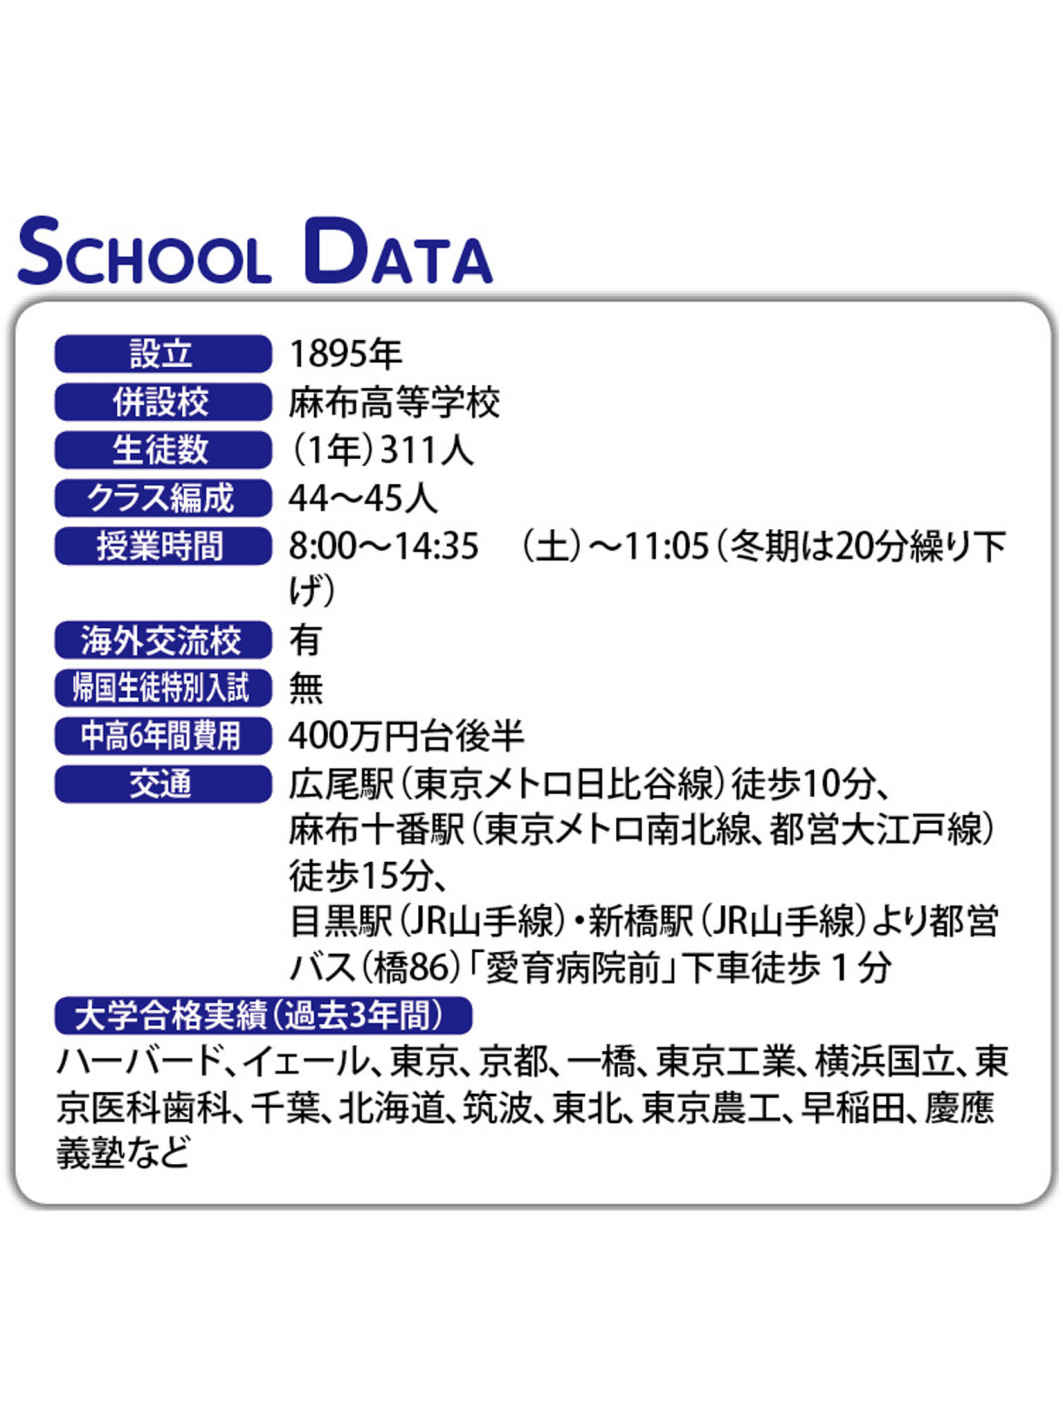 SCHOOL DATA
設立 1895年
併設校 麻布高等学校
生徒数 （1年）311人
クラス編成 44〜45人
授業時間 8:00〜14:35　（土）〜11:05（冬期は20分繰り下
げ）
海外交流校 有
帰国生徒特別入試 無
中高6年間費用 400万円台後半
交通 広尾駅（東京メトロ日比谷線）徒歩10分、
麻布十番駅（東京メトロ南北線、都営大江戸線）
徒歩15分、
目黒駅（JR山手線）・新橋駅（JR山手線）より都営
バス（橋86）「愛育病院前」下車徒歩１分
大学合格実績（過去3年間）
ハーバード、イェール、東京、京都、一橋、東京工業、横浜国立、東
京医科歯科、千葉、北海道、筑波、東北、東京農工、早稲田、慶應
義塾など